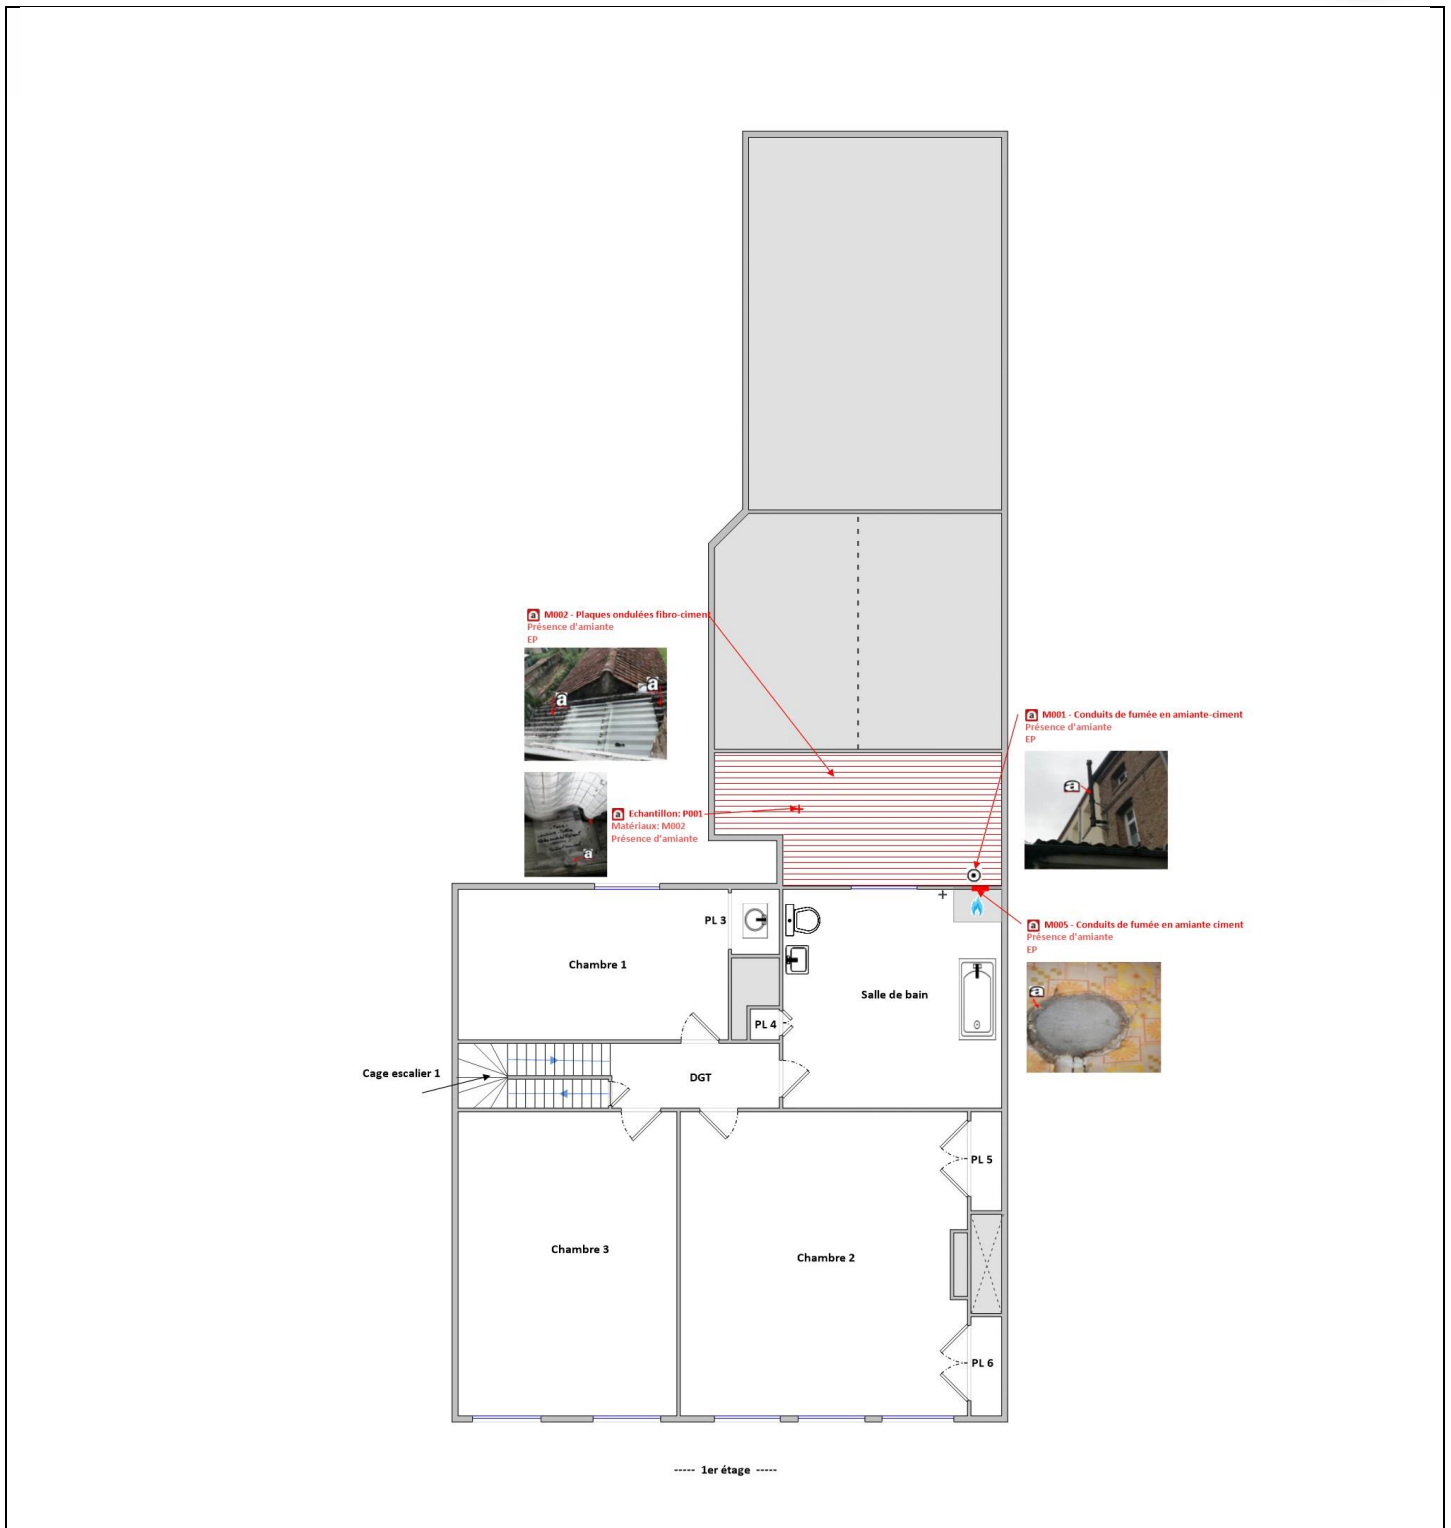 a M002 - Plaques ondulées fibro-ciment
Présence d'amiante
EP
a
a
a M001 - Conduits de fumée en amiante-ciment
Présence d'amiante
EP
a
a Echantillon: P001
Matériaux: M002
Présence d'amiante
a
a M005 - Conduits de fumée en amiante ciment
Présence d'amiante
EP
a
PL 3
Chambre 1
Salle de bain
PL 4
Cage escalier 1
DGT
PL 5
Chambre 3
Chambre 2
PL 6
----- 1er étage -----